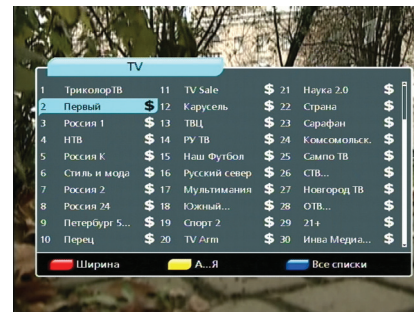 TV
1 ТриколорТВ 11 TV Sale $ 21 Наука 2.0 $
2 Первый $ 12 Карусель $ 22 Страна $
3 Россия 1 $ 13 ТВЦ $ 23 Сарафан $
4 НТВ $ 14 РУ ТВ $ 24 Комсомольск. $
5 Россия К $ 15 Наш Футбол $ 25 Сампо ТВ $
6 Стиль и мода $ 16 Русский север $ 26 СТВ... $
7 Россия 2 $ 17 Мультимания $ 27 Новгород ТВ $
8 Россия 24 $ 18 Южный... $ 28 ОТВ... $
9 Петербург 5... $ 19 Спорт 2 $ 29 21+ $
10 Перец $ 20 TV Arm $ 30 Инва Медиа... $
Ширина А...Я Все списки